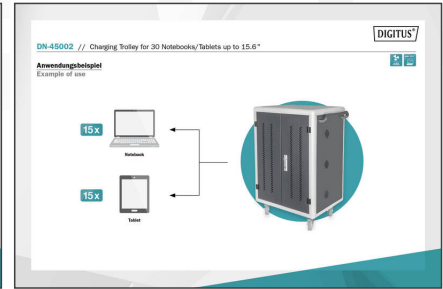 DIGITUS®
DN-45002 // Charging Trolley for 30 Notebooks/Tablets up to 15.6"
Anwendungsbeispiel
Example of use
15x
Notebook
15x
Tablet